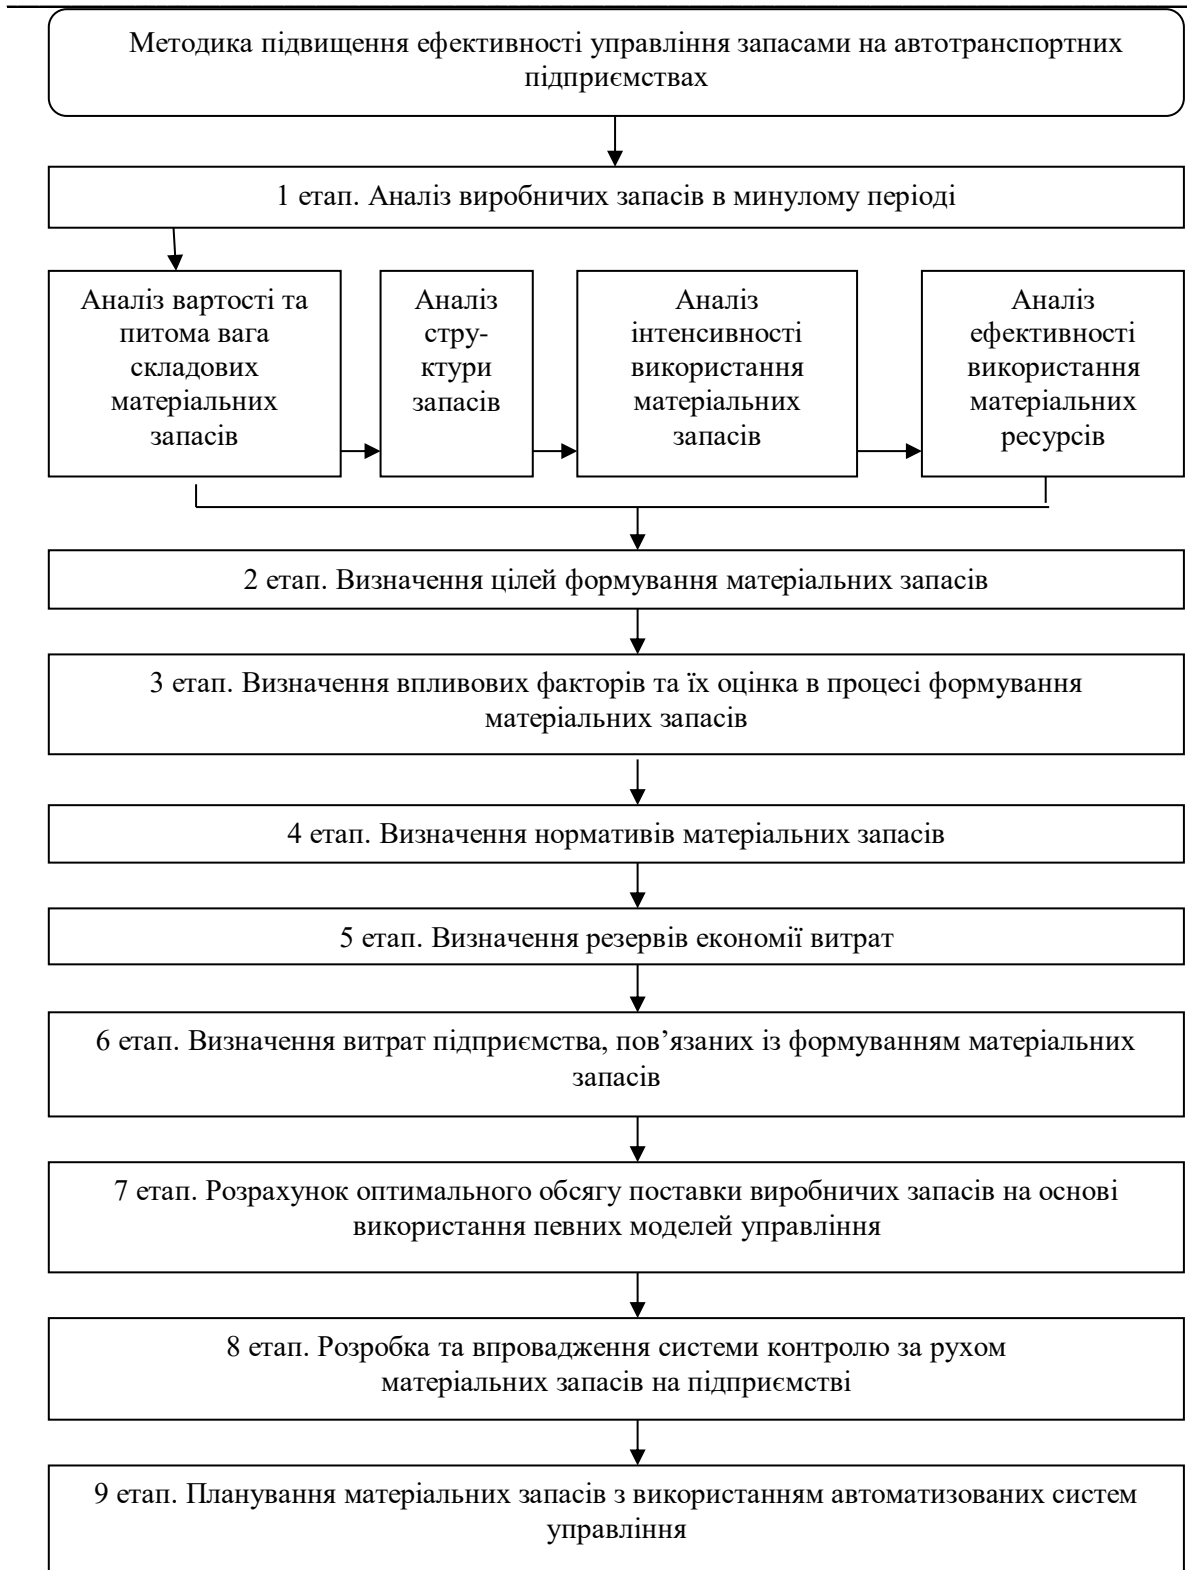 Методика підвищення ефективності управління запасами на автотранспортних
підприємствах
1 етап. Аналіз виробничих запасів в минулому періоді
Аналіз вартості та
питома вага
складових
матеріальних
запасів
Аналіз
стру-
ктури
запасів
Аналіз
інтенсивності
використання
матеріальних
запасів
Аналіз
ефективності
використання
матеріальних
ресурсів
2 етап. Визначення цілей формування матеріальних запасів
3 етап. Визначення впливових факторів та їх оцінка в процесі формування
матеріальних запасів
4 етап. Визначення нормативів матеріальних запасів
5 етап. Визначення резервів економії витрат
6 етап. Визначення витрат підприємства, пов’язаних із формуванням матеріальних
запасів
7 етап. Розрахунок оптимального обсягу поставки виробничих запасів на основі
використання певних моделей управління
8 етап. Розробка та впровадження системи контролю за рухом
матеріальних запасів на підприємстві
9 етап. Планування матеріальних запасів з використанням автоматизованих систем
управління